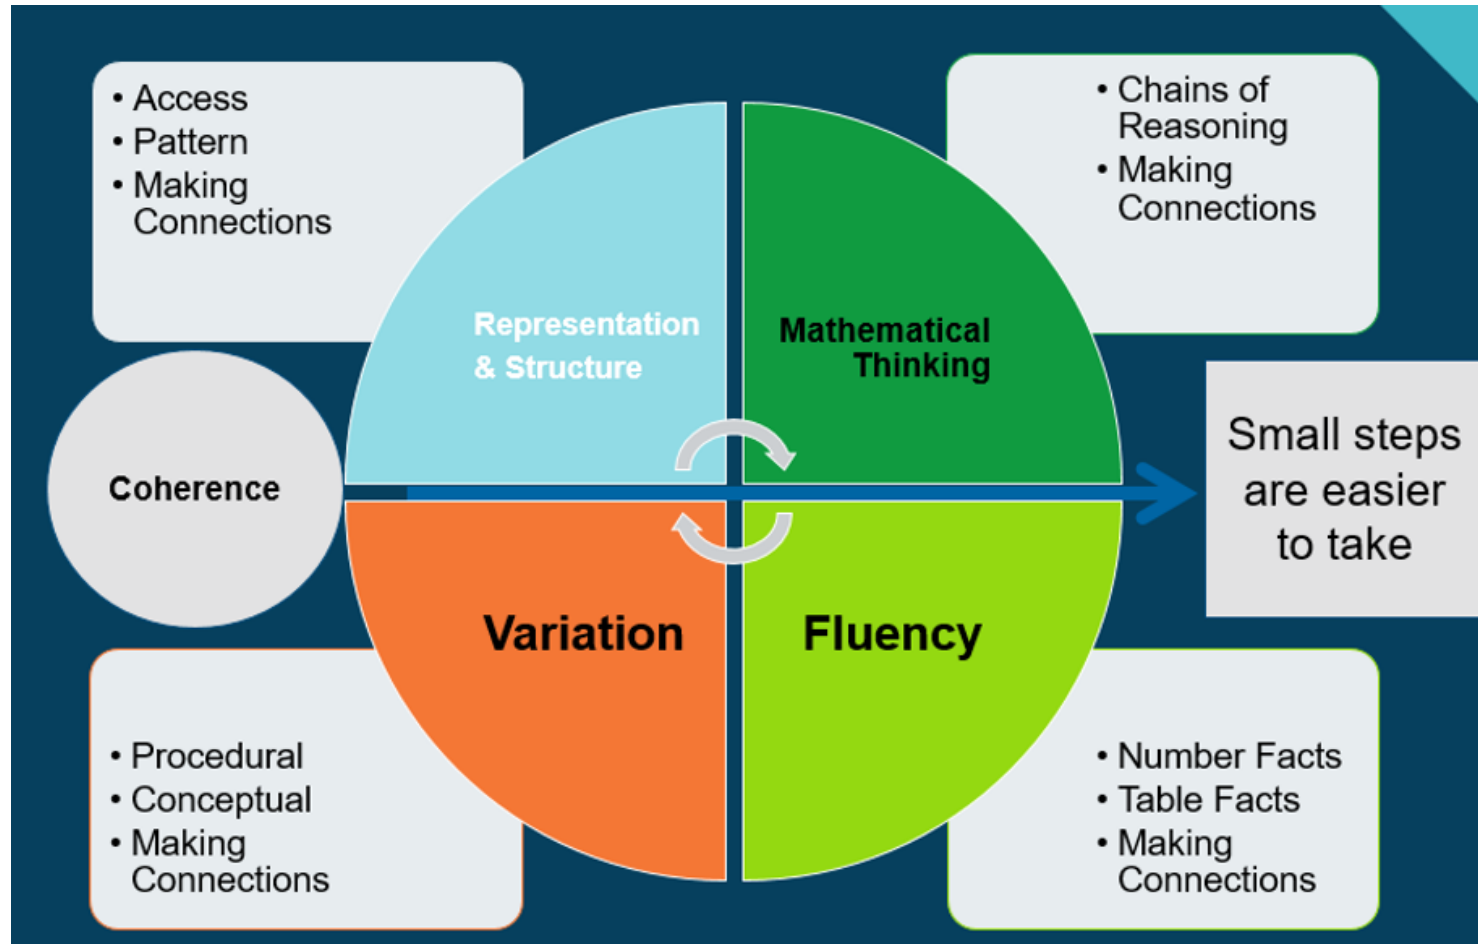 • Access
• Pattern
• Making
Connections
• Chains of
Reasoning
• Making
Connections
Representation
& Structure
Mathematical
Thinking
Coherence
Small steps
are easier
to take
Variation
Fluency
• Procedural
• Conceptual
• Making
Connections
• Number Facts
• Table Facts
• Making
Connections